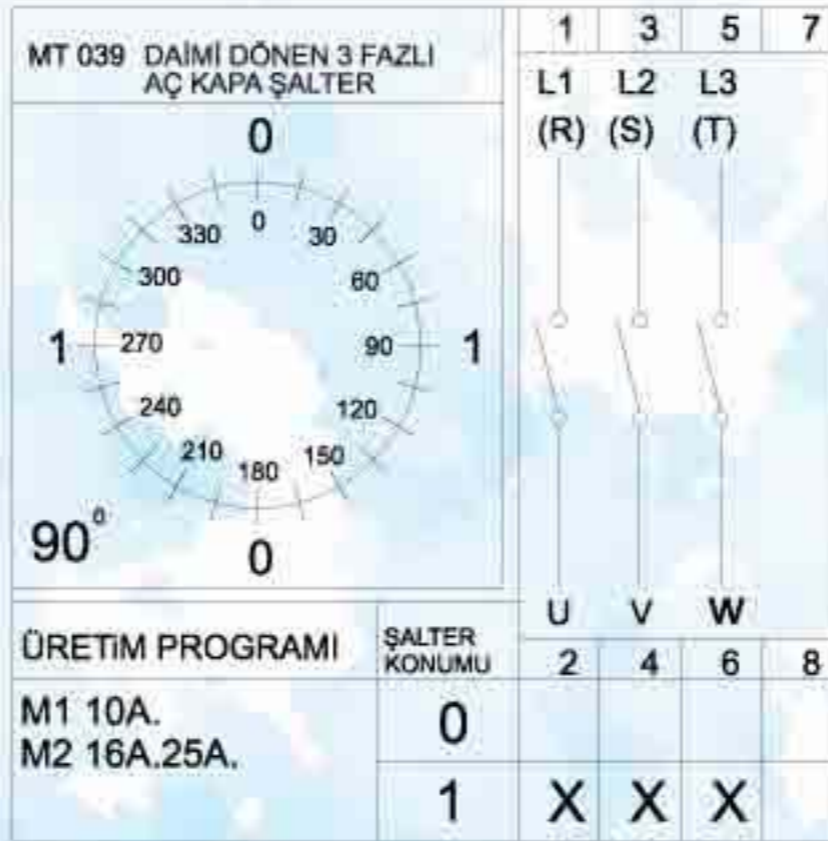 MT 039 DAİMİ DÖNEN 3 FAZLI
AÇ KAPA ŞALTER
0
0
30
60
90
120
150
180
210
240
270
300
330
1
1
0
90°
1 3 5 7
L1 L2 L3
(R) (S) (T)
U V W
2 4 6 8
ÜRETİM PROGRAMI
ŞALTER
KONUMU
M1 10A.
M2 16A.25A.
0
1 X X X